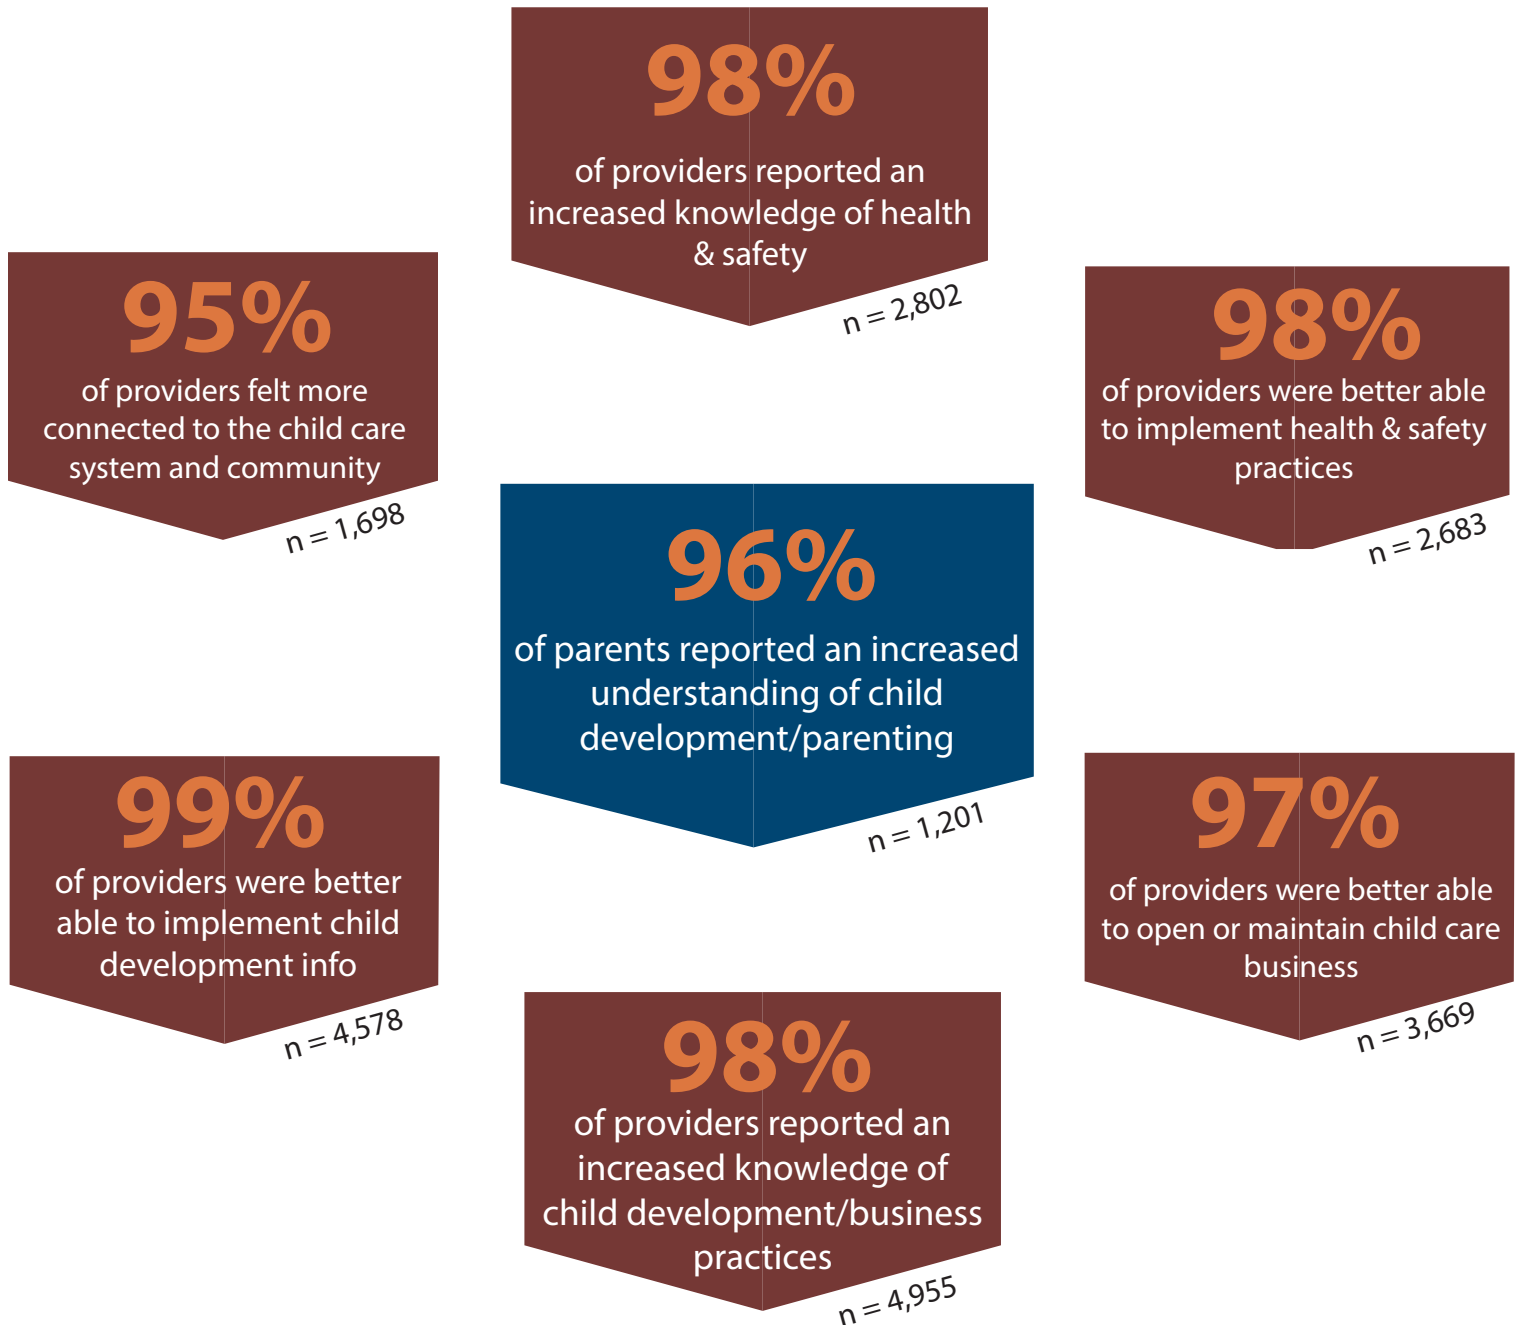 98%
of providers reported an
increased knowledge of health
& safety
n = 2,802
95%
of providers felt more
connected to the child care
system and community
n = 1,698
98%
of providers were better able
to implement health & safety
practices
n = 2,683
96%
of parents reported an increased
understanding of child
development/parenting
n = 1,201
99%
of providers were better
able to implement child
development info
n = 4,578
97%
of providers were better able
to open or maintain child care
business
n = 3,669
98%
of providers reported an
increased knowledge of
child development/business
practices
n = 4,955